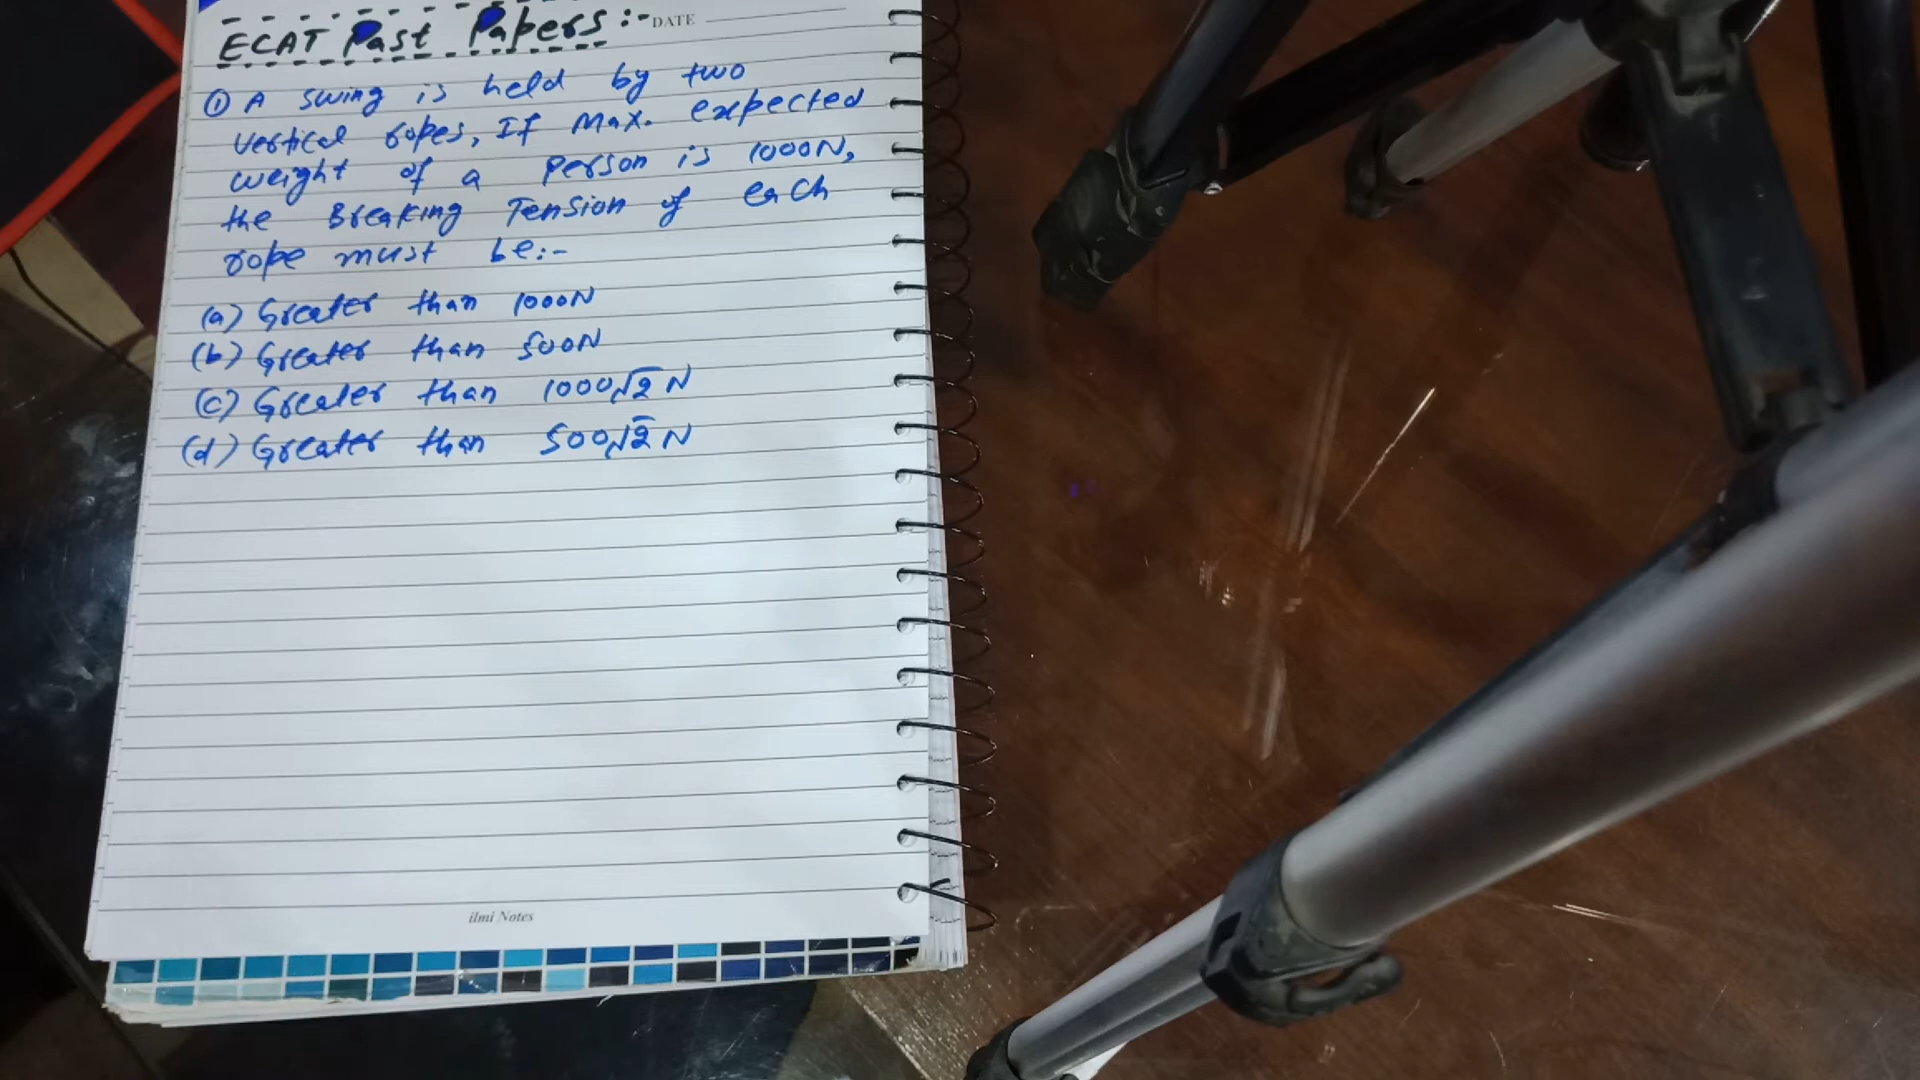 ECAT Past Papers:- DATE
① A swing is held by two
vertical ropes, If Max. expected
weight of a person is 1000N,
the Breaking Tension of each
rope must be:-
(a) Greater than 1000N
(b) Greater than 500N
(c) Greater than 1000√2 N
(d) Greater than 500√2 N
ilmi Notes